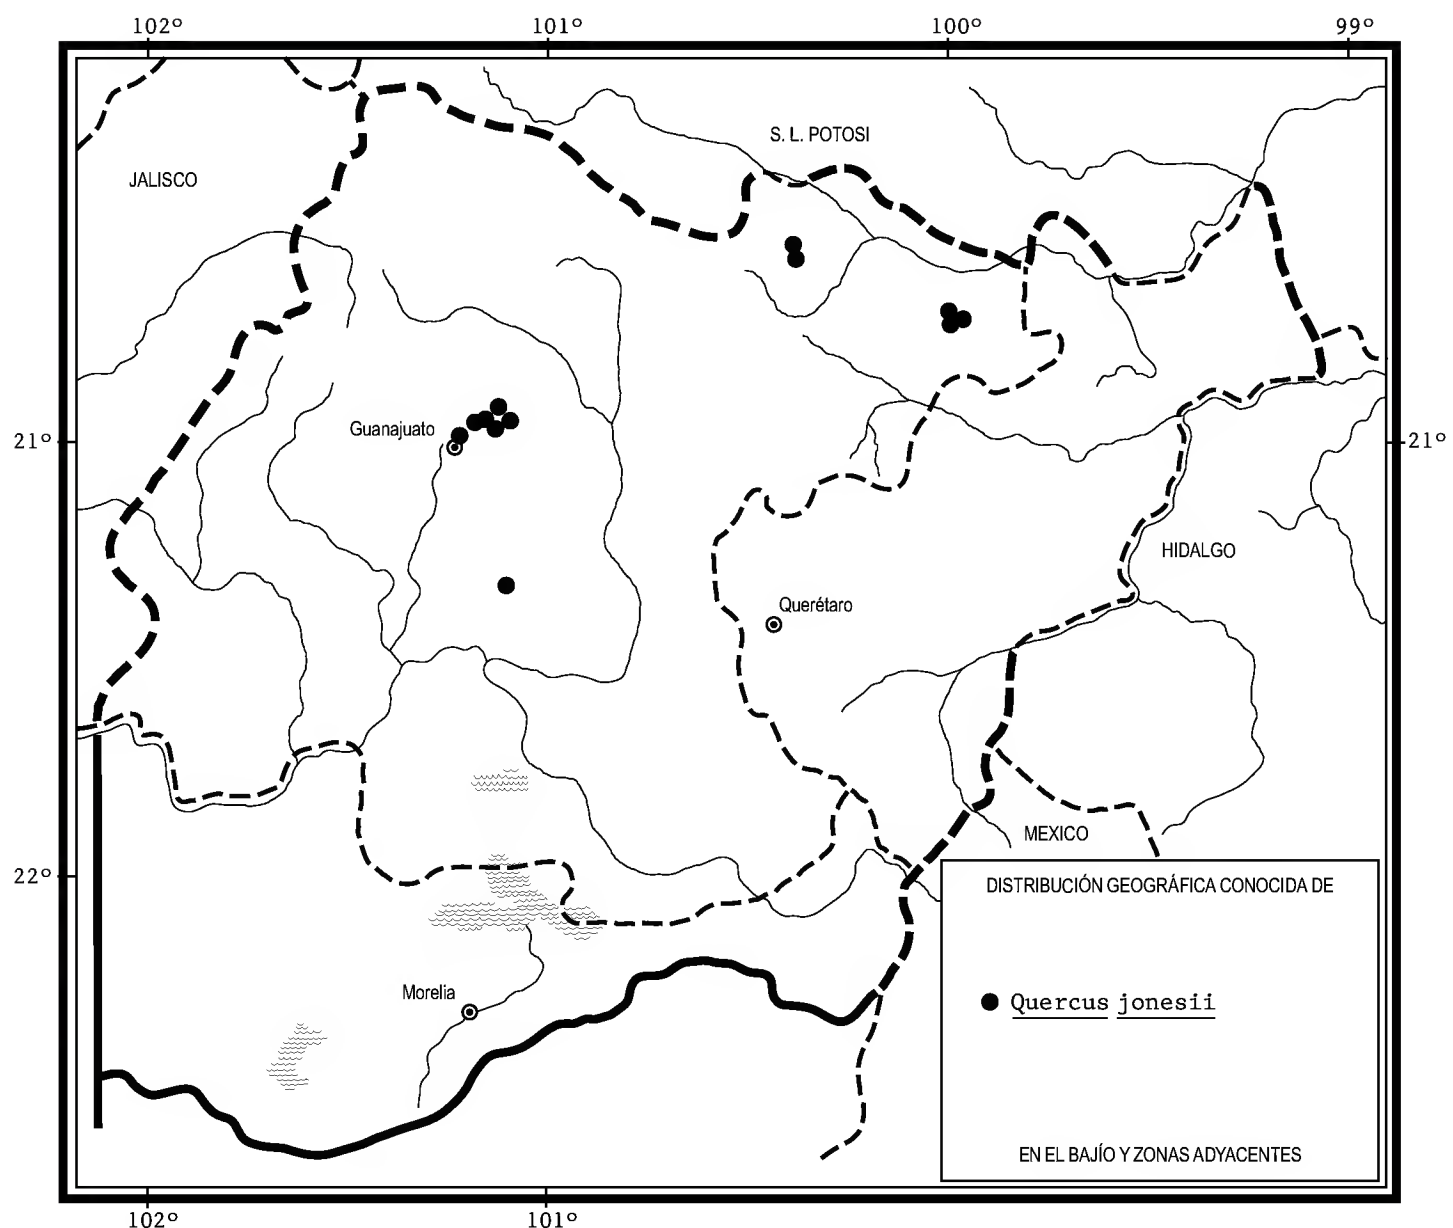 102° 101° 100° 99°
S. L. POTOSI
JALISCO
Guanajuato
21° 21°
HIDALGO
Querétaro
MEXICO
22°
DISTRIBUCIÓN GEOGRÁFICA CONOCIDA DE
Morelia
Quercus jonesii
EN EL BAJÍO Y ZONAS ADYACENTES
102° 101°